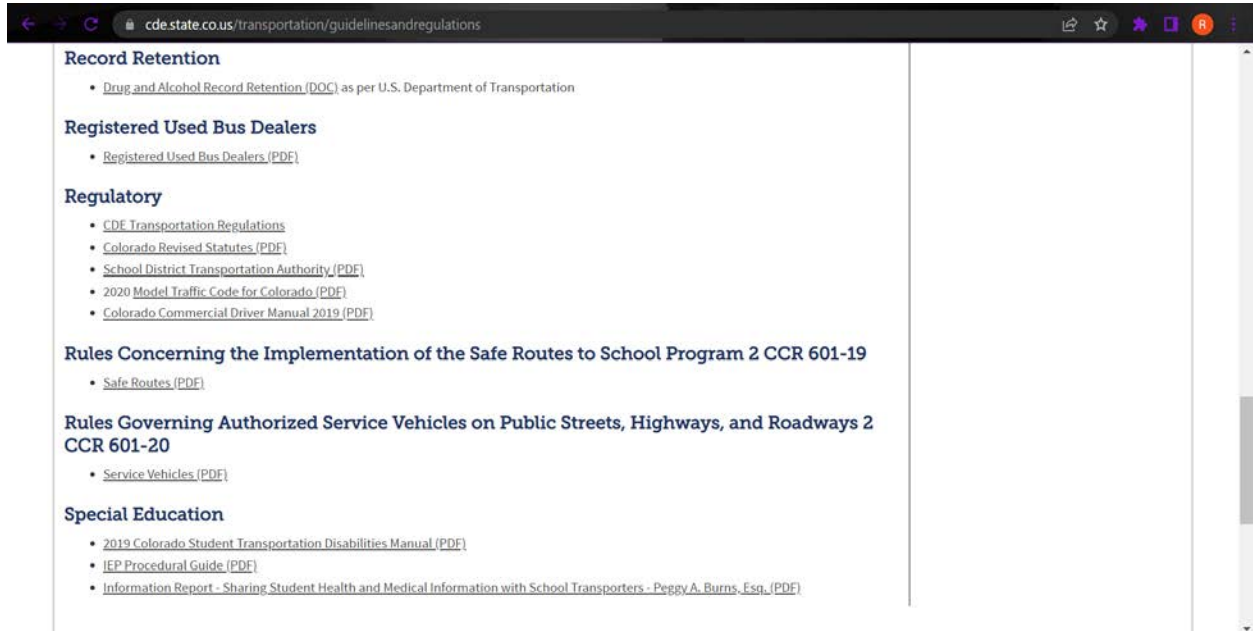 cde.state.co.us/transportation/guidelinesandregulations
R
Record Retention
• Drug and Alcohol Record Retention (DOC) as per U.S. Department of Transportation
Registered Used Bus Dealers
• Registered Used Bus Dealers (PDF)
Regulatory
• CDE Transportation Regulations
• Colorado Revised Statutes (PDF)
• School District Transportation Authority (PDF)
• 2020 Model Traffic Code for Colorado (PDF)
• Colorado Commercial Driver Manual 2019 (PDF)
Rules Concerning the Implementation of the Safe Routes to School Program 2 CCR 601-19
• Safe Routes (PDF)
Rules Governing Authorized Service Vehicles on Public Streets, Highways, and Roadways 2
CCR 601-20
• Service Vehicles (PDF)
Special Education
• 2019 Colorado Student Transportation Disabilities Manual (PDF)
• IEP Procedural Guide (PDF)
• Information Report - Sharing Student Health and Medical Information with School Transporters - Peggy A. Burns, Esq. (PDF)